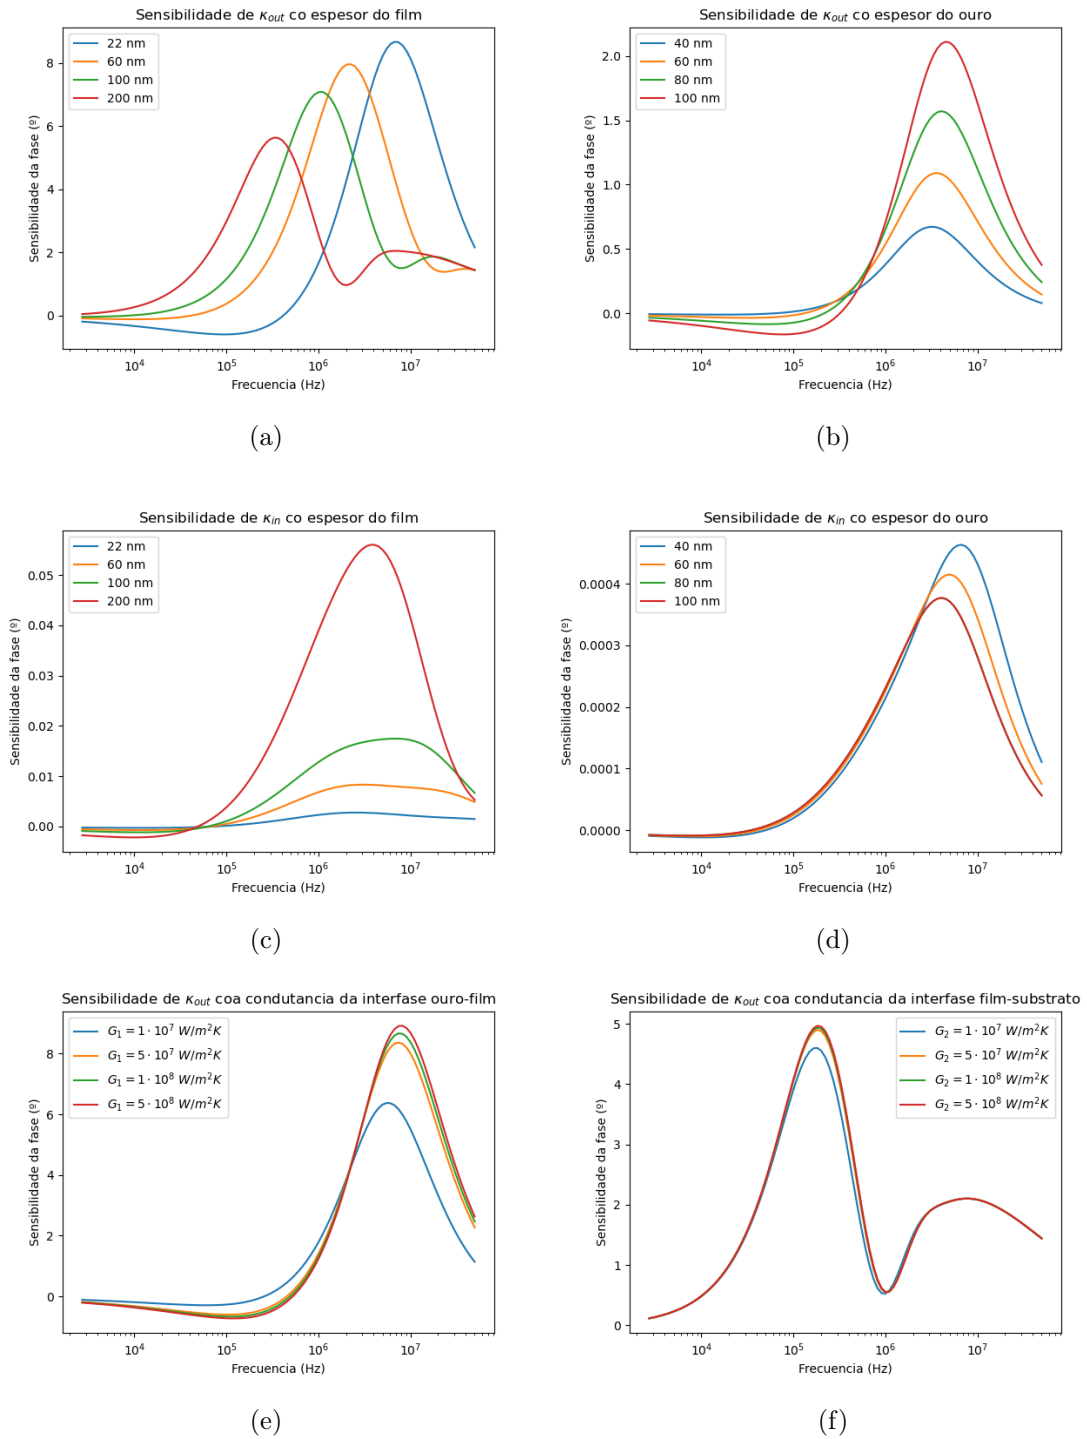 Sensibilidade de κ_out co espesor do film
Sensibilidade da fase (º)
8
6
4
2
0
22 nm
60 nm
100 nm
200 nm
10⁴
10⁵
10⁶
10⁷
Frecuencia (Hz)
(a)
Sensibilidade de κ_out co espesor do ouro
Sensibilidade da fase (º)
2.0
1.5
1.0
0.5
0.0
40 nm
60 nm
80 nm
100 nm
10⁴
10⁵
10⁶
10⁷
Frecuencia (Hz)
(b)
Sensibilidade de κ_in co espesor do film
Sensibilidade da fase (º)
0.05
0.04
0.03
0.02
0.01
0.00
22 nm
60 nm
100 nm
200 nm
10⁴
10⁵
10⁶
10⁷
Frecuencia (Hz)
(c)
Sensibilidade de κ_in co espesor do ouro
Sensibilidade da fase (º)
0.0004
0.0003
0.0002
0.0001
0.0000
40 nm
60 nm
80 nm
100 nm
10⁴
10⁵
10⁶
10⁷
Frecuencia (Hz)
(d)
Sensibilidade de κ_out coa condutancia da interfase ouro-film
Sensibilidade da fase (º)
8
6
4
2
0
G₁ = 1 · 10⁷ W/m²K
G₁ = 5 · 10⁷ W/m²K
G₁ = 1 · 10⁸ W/m²K
G₁ = 5 · 10⁸ W/m²K
10⁴
10⁵
10⁶
10⁷
Frecuencia (Hz)
(e)
Sensibilidade de κ_out coa condutancia da interfase film-substrato
Sensibilidade da fase (º)
5
4
3
2
1
0
G₂ = 1 · 10⁷ W/m²K
G₂ = 5 · 10⁷ W/m²K
G₂ = 1 · 10⁸ W/m²K
G₂ = 5 · 10⁸ W/m²K
10⁴
10⁵
10⁶
10⁷
Frecuencia (Hz)
(f)